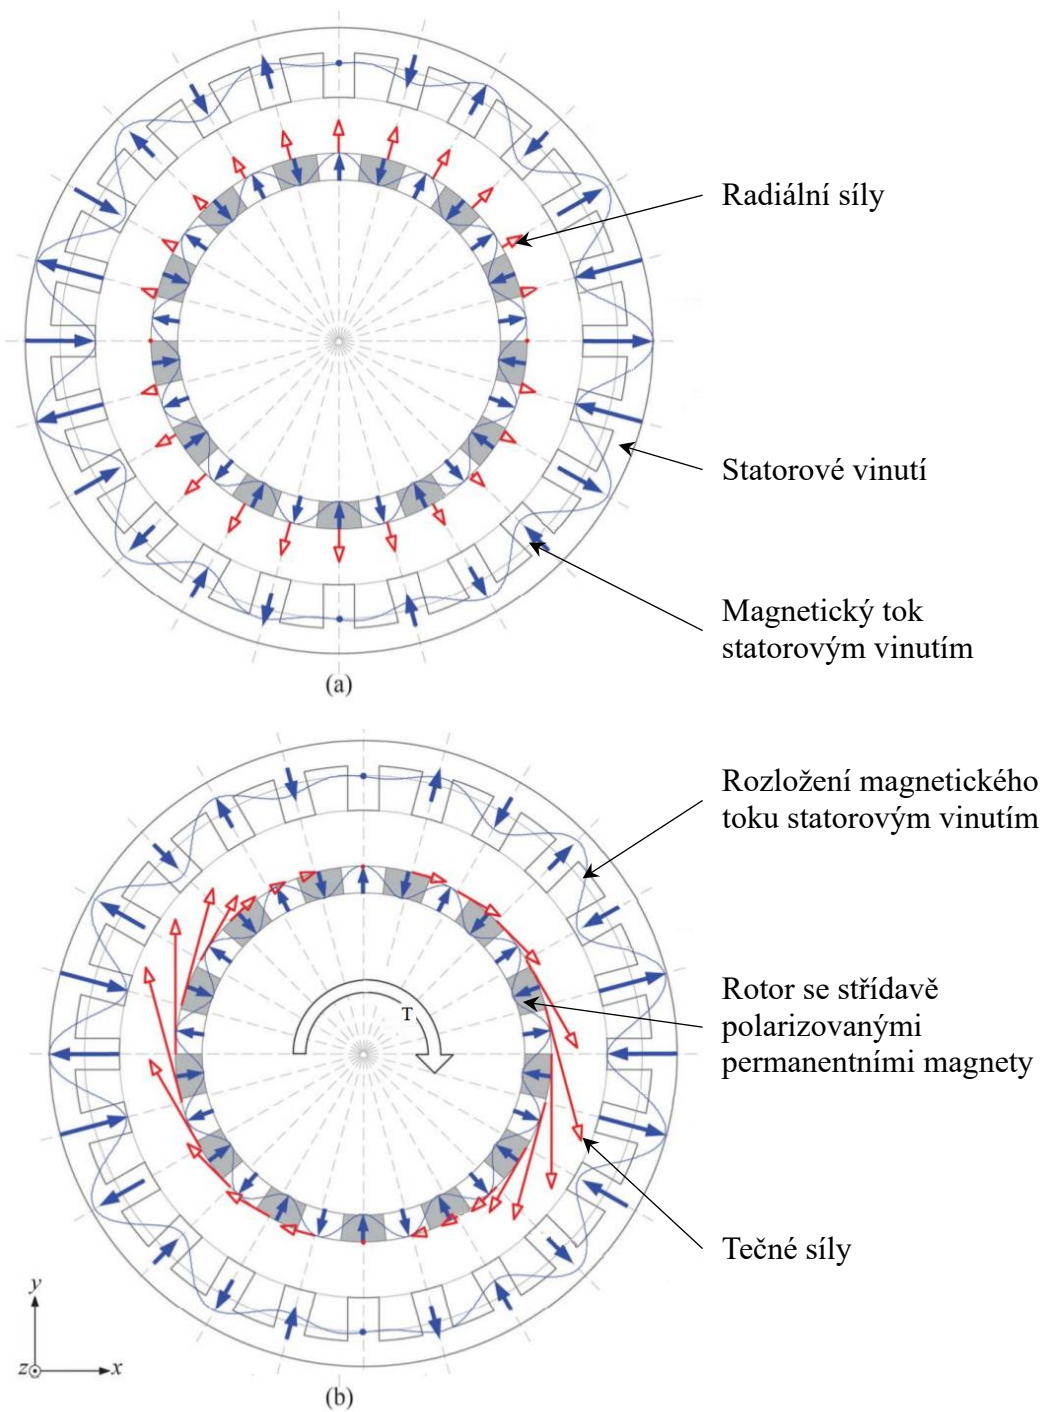 Radiální síly
Statorové vinutí
Magnetický tok
statorovým vinutím
(a)
Rozložení magnetického
toku statorovým vinutím
T
Rotor se střídavě
polarizovanými
permanentními magnety
Tečné síly
y
z
x
(b)